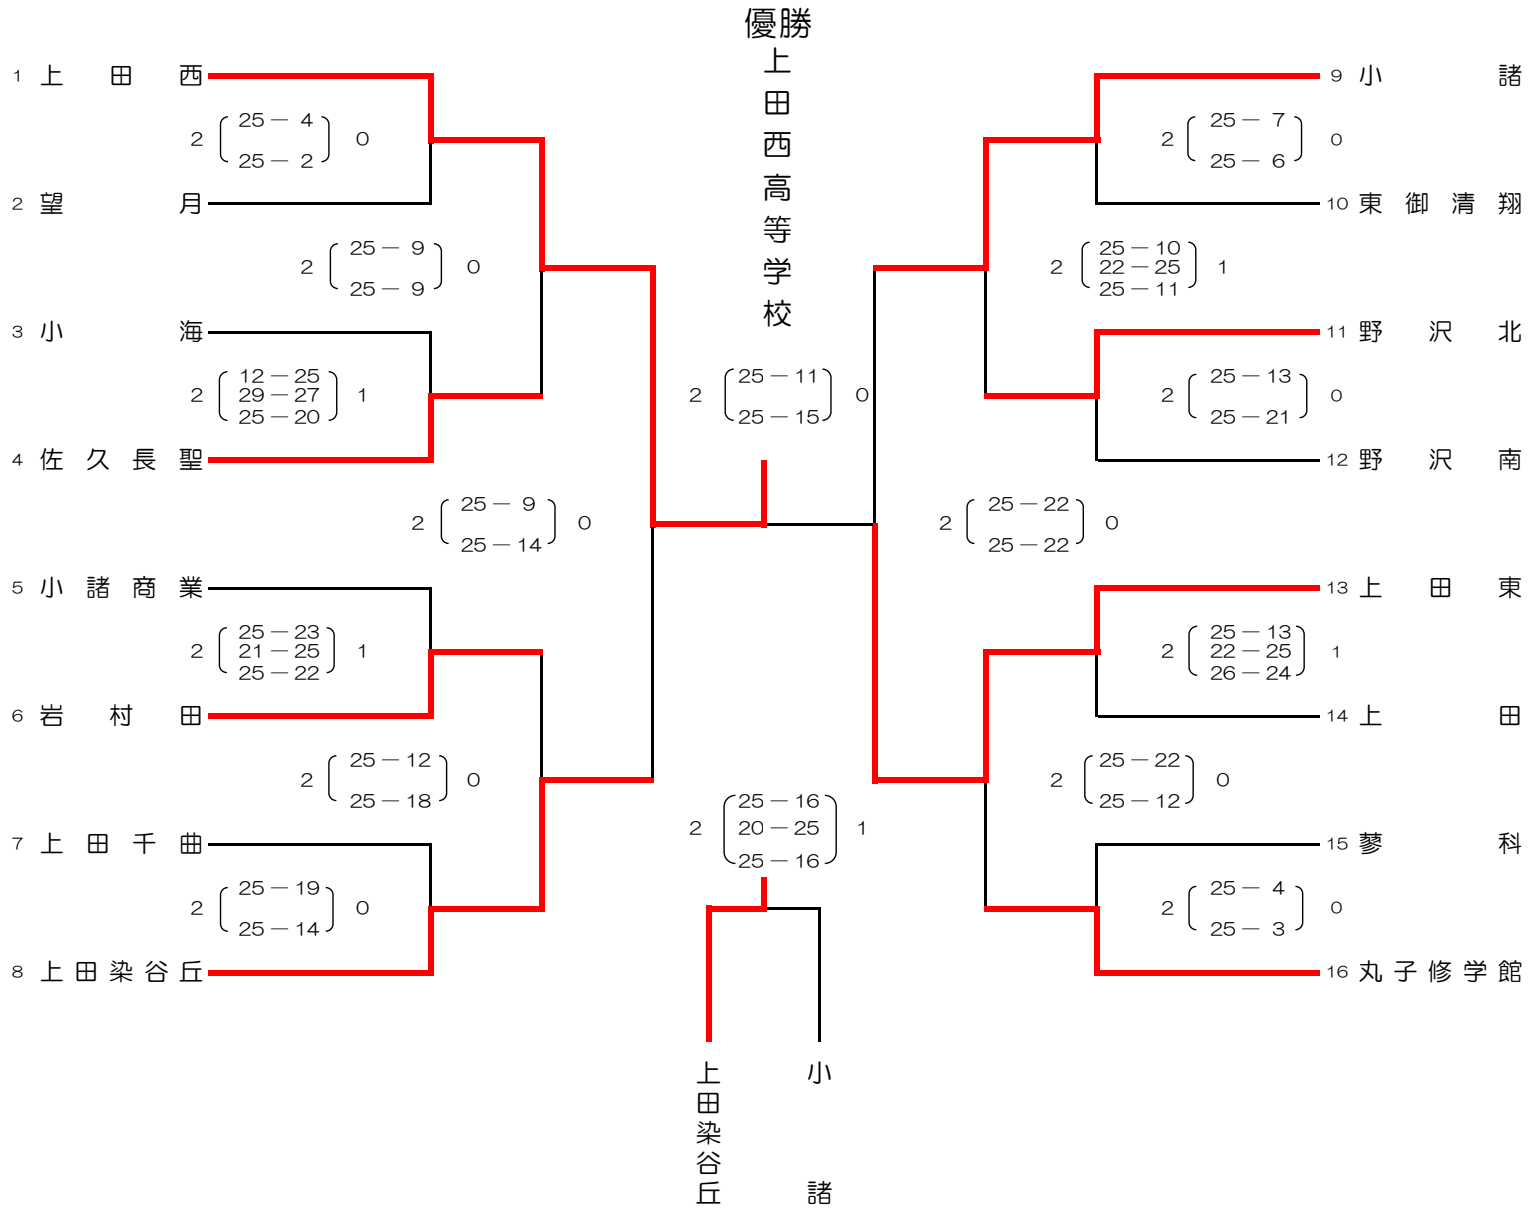 優勝
上田西高等学校
1 上田西
2 ( 25 − 4 25 − 2 ) 0
2 望月
2 ( 25 − 9 25 − 9 ) 0
3 小海
2 ( 12 − 25 29 − 27 25 − 20 ) 1
4 佐久長聖
2 ( 25 − 9 25 − 14 ) 0
5 小諸商業
2 ( 25 − 23 21 − 25 25 − 22 ) 1
6 岩村田
2 ( 25 − 12 25 − 18 ) 0
7 上田千曲
2 ( 25 − 19 25 − 14 ) 0
8 上田染谷丘
2 ( 25 − 11 25 − 15 ) 0
2 ( 25 − 16 20 − 25 25 − 16 ) 1
上田染谷丘
小諸
9 小諸
2 ( 25 − 7 25 − 6 ) 0
10 東御清翔
2 ( 25 − 10 22 − 25 25 − 11 ) 1
11 野沢北
2 ( 25 − 13 25 − 21 ) 0
12 野沢南
2 ( 25 − 22 25 − 22 ) 0
13 上田東
2 ( 25 − 13 22 − 25 26 − 24 ) 1
14 上田
2 ( 25 − 22 25 − 12 ) 0
15 蓼科
2 ( 25 − 4 25 − 3 ) 0
16 丸子修学館